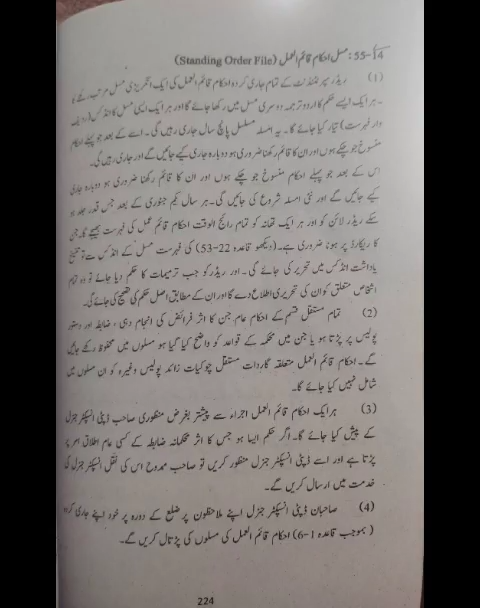 14-55: مسل احکام قائم العمل (Standing Order File)
(1) ریڈر سپرنٹنڈنٹ کے تمام جاری کردہ احکام قائم العمل کی ایک انگریزی مسل مرتب رکھے گا
۔ ہر ایک ایسے حکم کا اردو ترجمہ دوسری مسل میں رکھا جائے گا اور ہر ایک ایسی مسل کا انڈکس (ردیف
وار فہرست) تیار کیا جائے گا۔ یہ امسلہ مسلسل پانچ سال جاری رہیں گی۔ اسے کے بعد جو پہلے احکام
منسوخ ہو چکے ہوں اور ان کا قائم رکھنا ضروری ہو دوبارہ جاری کیے جائیں گے اور جاری رہیں گی۔
اس کے بعد جو پہلے احکام منسوخ ہو چکے ہوں اور ان کا قائم رکھنا ضروری ہو دوبارہ جاری
کیے جائیں گے اور نئی امسلہ شروع کی جائیں گی۔ ہر سال یکم جنوری کے بعد جس قدر جلد ہو
سکے ریڈر لائن کو اور ہر ایک تھانہ کو تمام رائج الوقت احکام قائم عمل کی فہرست بھیجے گا۔ جن
کا ریکارڈ پر ہونا ضروری ہے۔ (دیکھو قاعدہ 22-53) کی فہرست مسل کے انڈکس سے
یادداشت انڈکس میں تحریر کی جائے گی۔ اور ریڈر کو جب ترمیمات کا حکم دیا جائے تو وہ تمام
اشخاص متعلق کو ان کی تحریری اطلاع دے گا اور ان کے مطابق اصل حکم کی تصحیح کی جائے گی۔
(2) تمام مستقل قسم کے احکام عام، جن کا اثر فرائض کی انجام دہی، ضابطہ اور دستور
پولیس پر پڑتا ہو یا جن میں محکمہ کے قواعد کو واضح کیا گیا ہو مسلوں میں محفوظ رکھے جائیں
گے۔ احکام قائم العمل متعلقہ گاردات مستقل چوکیات زائد پولیس وغیرہ کو ان مسلوں میں
شامل نہیں کیا جائے گا۔
(3) ہر ایک احکام قائم العمل اجراء سے پیشتر بغرض منظوری صاحب ڈپٹی انسپکٹر جنرل
کے پیش کیا جائے گا۔ اگر حکم ایسا ہو جس کا اثر محکمانہ ضابطہ کے کسی عام اطلاق امر پر
پڑتا ہے اور اسے ڈپٹی انسپکٹر جنرل منظور کریں تو صاحب ممدوح اس کی نقل انسپکٹر جنرل کی
خدمت میں ارسال کریں گے۔
(4) صاحبان ڈپٹی انسپکٹر جنرل اپنے ملاحظوں پر ضلع کے دورہ پر خود اپنے جاری کردہ
(بموجب قاعدہ 1-6) احکام قائم العمل کی مسلوں کی پڑتال کریں گے۔
224